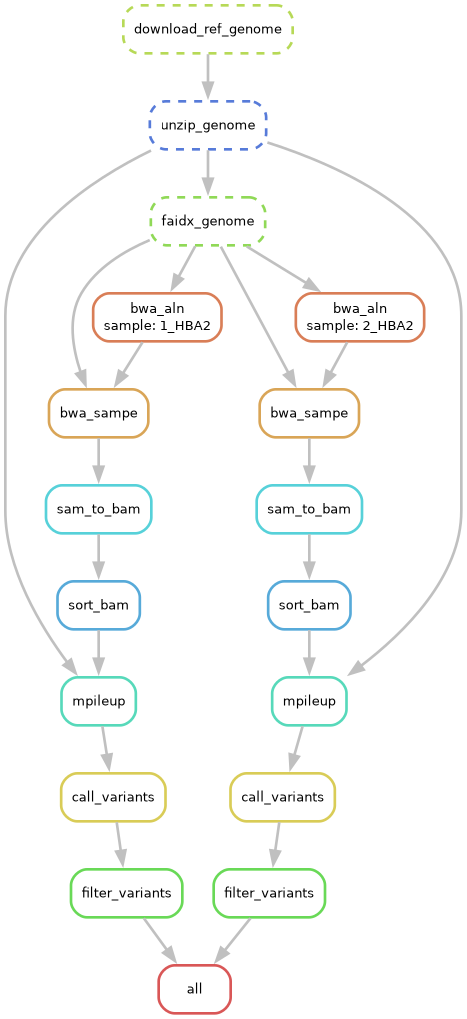 download_ref_genome
unzip_genome
faidx_genome
bwa_aln
sample: 1_HBA2
bwa_aln
sample: 2_HBA2
bwa_sampe
bwa_sampe
sam_to_bam
sam_to_bam
sort_bam
sort_bam
mpileup
mpileup
call_variants
call_variants
filter_variants
filter_variants
all